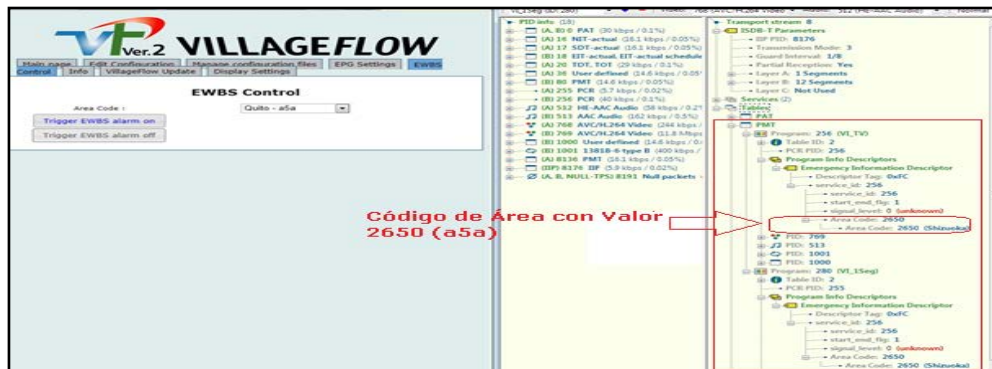 Ver.2 VILLAGEFLOW
Main page Edit Configuration Manage configuration files EPG Settings EWBS
Control Info VillageFlow Update Display Settings
EWBS Control
Area Code :
Quito - a5a
Trigger EWBS alarm on
Trigger EWBS alarm off
PID info (18)
(A, B) 0 PAT (30 kbps / 0.1%)
(A) 16 NIT-actual (16.1 kbps / 0.05%)
(A) 17 SDT-actual (16.1 kbps / 0.05%)
(B) 18 EIT-actual, EIT-actual schedule
(A) 20 TDT, TOT (29 kbps / 0.1%)
(A) 36 User defined (14.6 kbps / 0.05
(B) 80 PMT (14.6 kbps / 0.05%)
(A) 255 PCR (5.7 kbps / 0.02%)
(B) 256 PCR (40 kbps / 0.1%)
(A) 512 HE-AAC Audio (58 kbps / 0.2
(B) 513 AAC Audio (162 kbps / 0.5%)
(A) 768 AVC/H.264 Video (244 kbps /
(B) 769 AVC/H.264 Video (11.8 Mbps
(B) 1000 User defined (14.6 kbps / 0.
(B) 1001 13818-6 type B (400 kbps /
(A) 8136 PMT (16.1 kbps / 0.05%)
(IIP) 8176 IIP (5.9 kbps / 0.02%)
(A, B, NULL-TPS) 8191 Null packets -
Código de Área con Valor
2650 (a5a)
Transport stream 8
ISDB-T Parameters
IIP PID: 8176
Transmission Mode: 3
Guard Interval: 1/8
Partial Reception: Yes
Layer A: 1 Segments
Layer B: 12 Segments
Layer C: Not Used
Services (2)
Tables
PAT
PMT
Program: 256 (VI_TV)
Table ID: 2
PCR PID: 256
Program Info Descriptors
Emergency Information Descriptor
Descriptor Tag: 0xFC
service_id: 256
service_id: 256
start_end_flg: 1
signal_level: 0 (unknown)
Area Code: 2650
Area Code: 2650 (Shizuoka)
PID: 769
PID: 513
PID: 1001
PID: 1000
Program: 280 (VI_1Seg)
Table ID: 2
PCR PID: 255
Program Info Descriptors
Emergency Information Descriptor
Descriptor Tag: 0xFC
service_id: 256
service_id: 256
start_end_flg: 1
signal_level: 0 (unknown)
Area Code: 2650
Area Code: 2650 (Shizuoka)